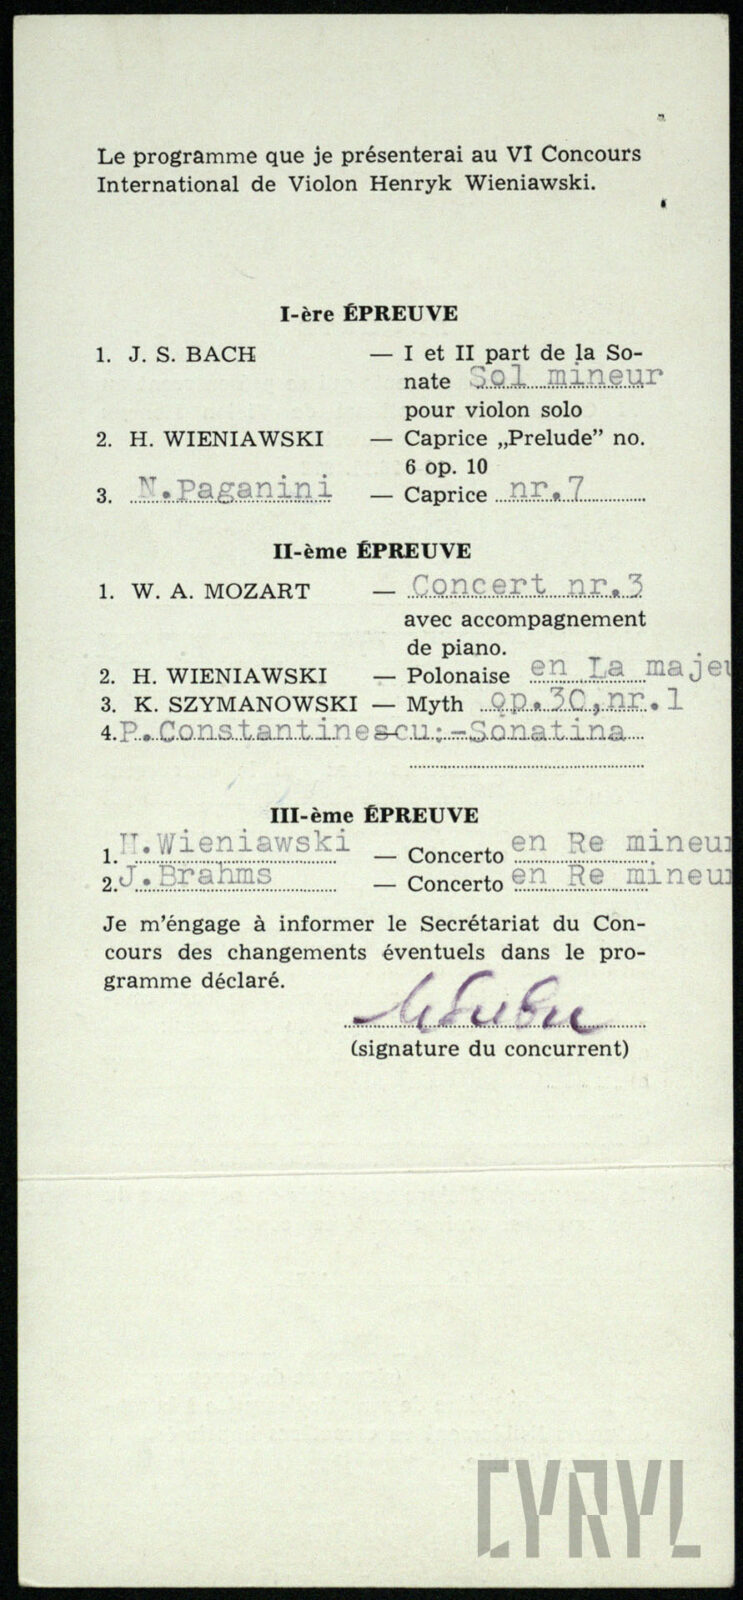 Le programme que je présenterai au VI Concours
International de Violon Henryk Wieniawski.
I-ère ÉPREUVE
1. J. S. BACH — I et II part de la So-
nate Sol mineur
pour violon solo
2. H. WIENIAWSKI — Caprice „Prelude” no.
6 op. 10
3. N.Paganini — Caprice nr.7
II-ème ÉPREUVE
1. W. A. MOZART — Concert nr.3
avec accompagnement
de piano.
2. H. WIENIAWSKI — Polonaise en La majeu
3. K. SZYMANOWSKI — Myth op.30,nr.1
4. P.Constantinescu:-Sonatina
III-ème ÉPREUVE
1. H.Wieniawski — Concerto en Re mineur
2. J.Brahms — Concerto en Re mineur
Je m'éngage à informer le Secrétariat du Con-
cours des changements éventuels dans le pro-
gramme déclaré.
(signature du concurrent)
CYRYL